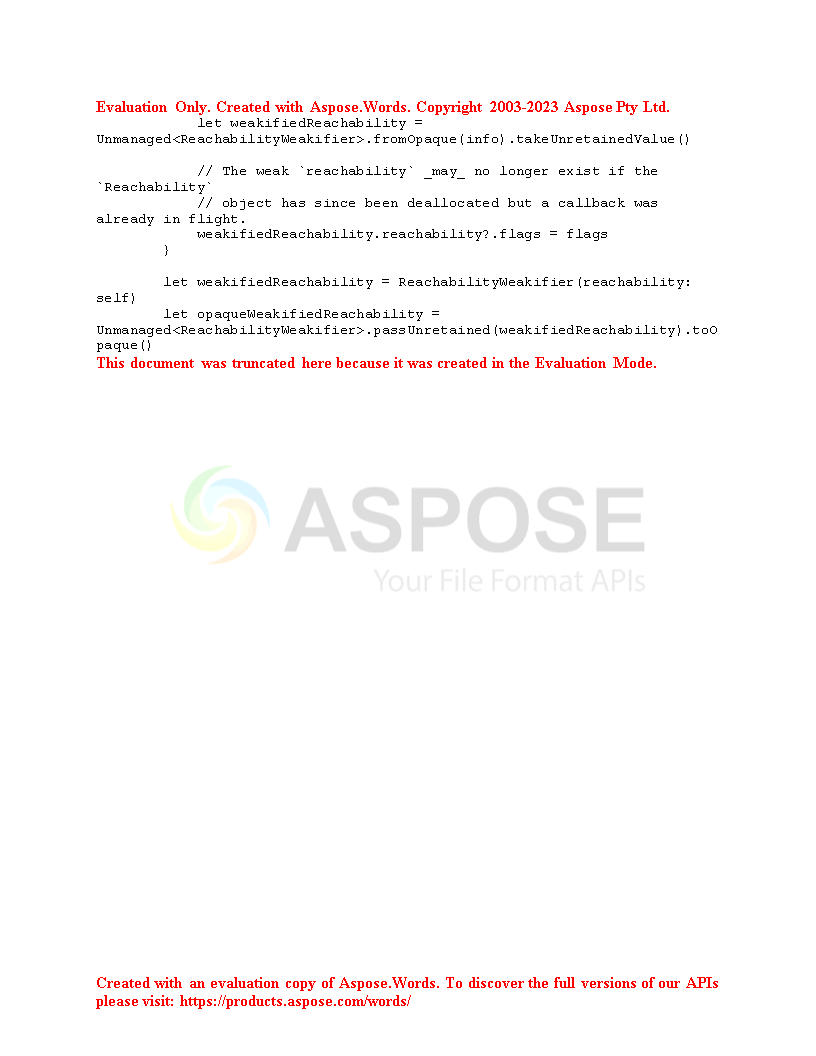 Evaluation Only. Created with Aspose.Words. Copyright 2003-2023 Aspose Pty Ltd.
            let weakifiedReachability =
Unmanaged<ReachabilityWeakifier>.fromOpaque(info).takeUnretainedValue()

            // The weak `reachability` _may_ no longer exist if the
`Reachability`
            // object has since been deallocated but a callback was
already in flight.
            weakifiedReachability.reachability?.flags = flags
        }

        let weakifiedReachability = ReachabilityWeakifier(reachability:
self)
        let opaqueWeakifiedReachability =
Unmanaged<ReachabilityWeakifier>.passUnretained(weakifiedReachability).toO
paque()
This document was truncated here because it was created in the Evaluation Mode.
ASPOSE
Your File Format APIs
Created with an evaluation copy of Aspose.Words. To discover the full versions of our APIs
please visit: https://products.aspose.com/words/